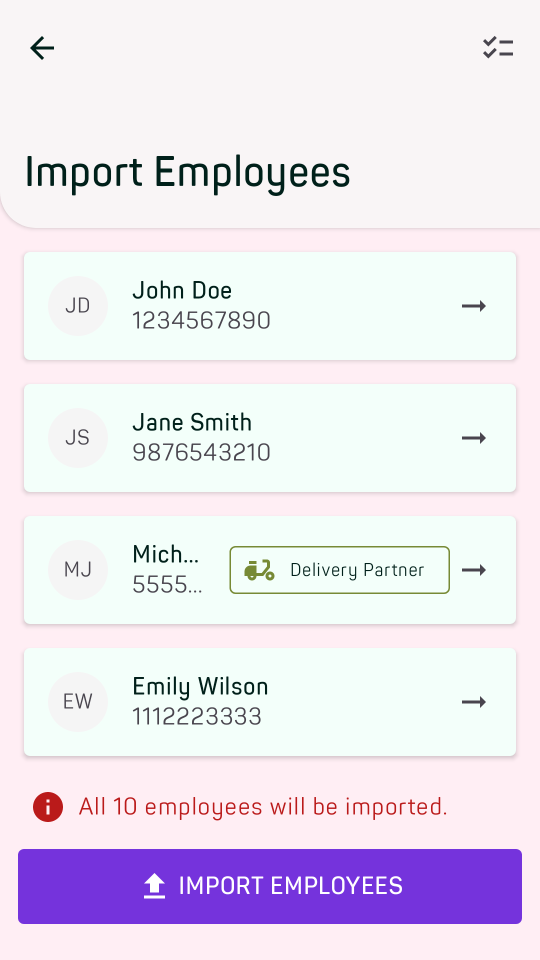 Import Employees
JD
John Doe
1234567890
JS
Jane Smith
9876543210
MJ
Mich...
5555...
Delivery Partner
EW
Emily Wilson
1112223333
All 10 employees will be imported.
IMPORT EMPLOYEES